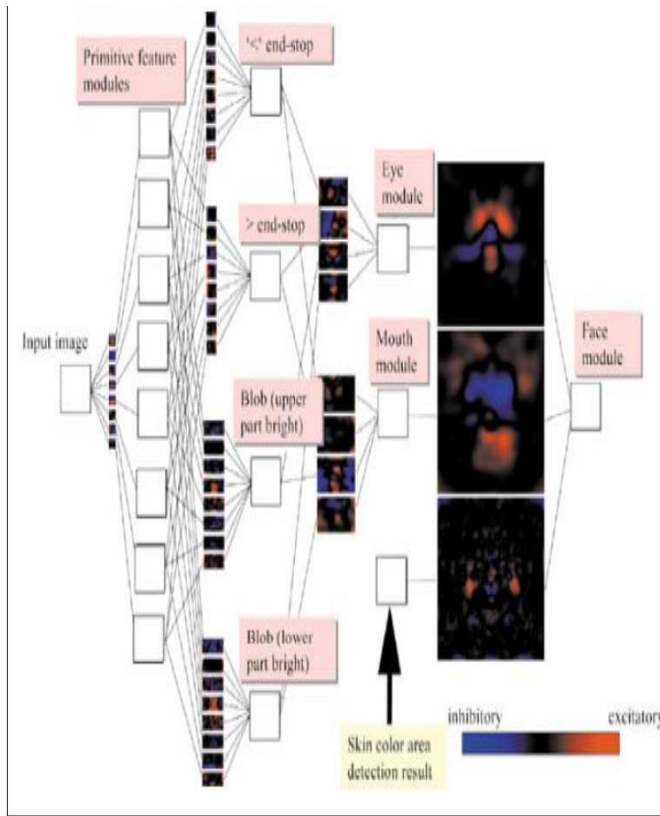 Primitive feature
modules
'<' end-stop
> end-stop
Eye
module
Input image
Mouth
module
Face
module
Blob (upper
part bright)
Blob (lower
part bright)
Skin color area
detection result
inhibitory
excitatory